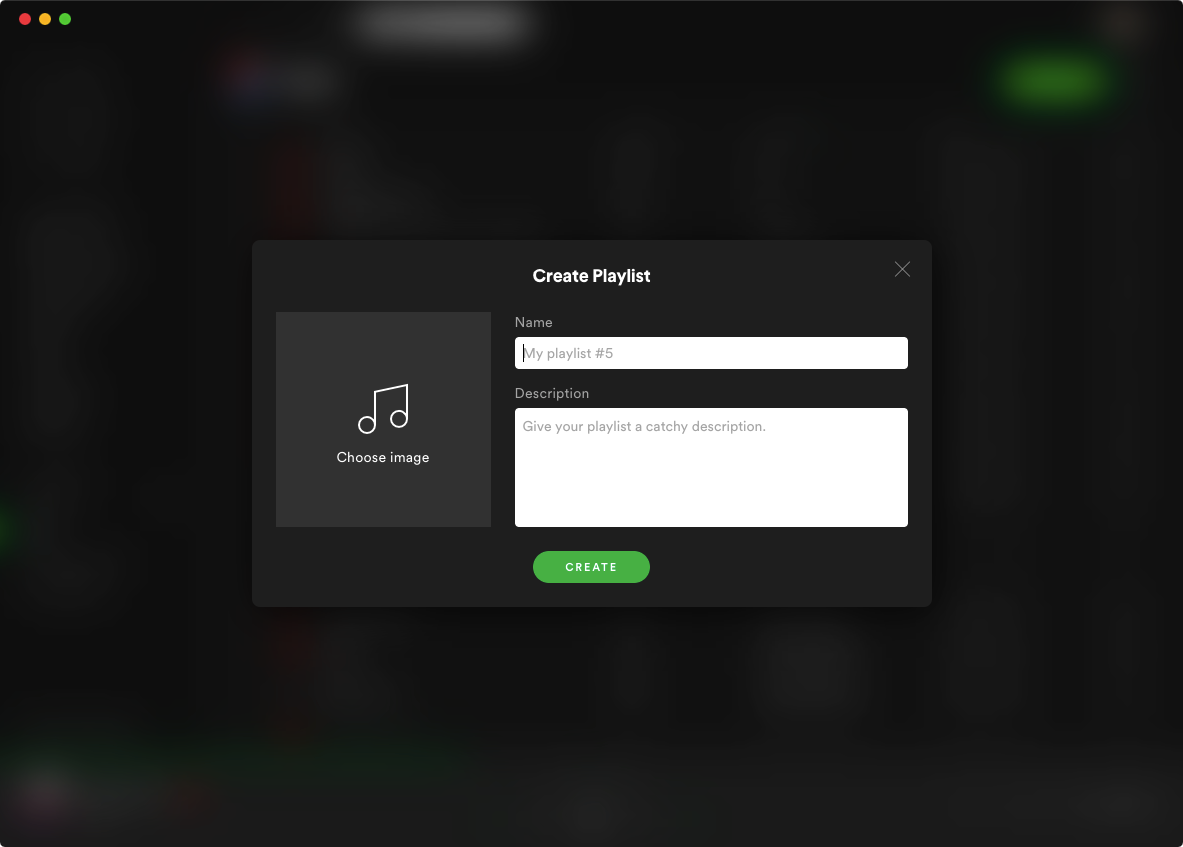 Create Playlist
Name
My playlist #5
Description
Give your playlist a catchy description.
Choose image
CREATE